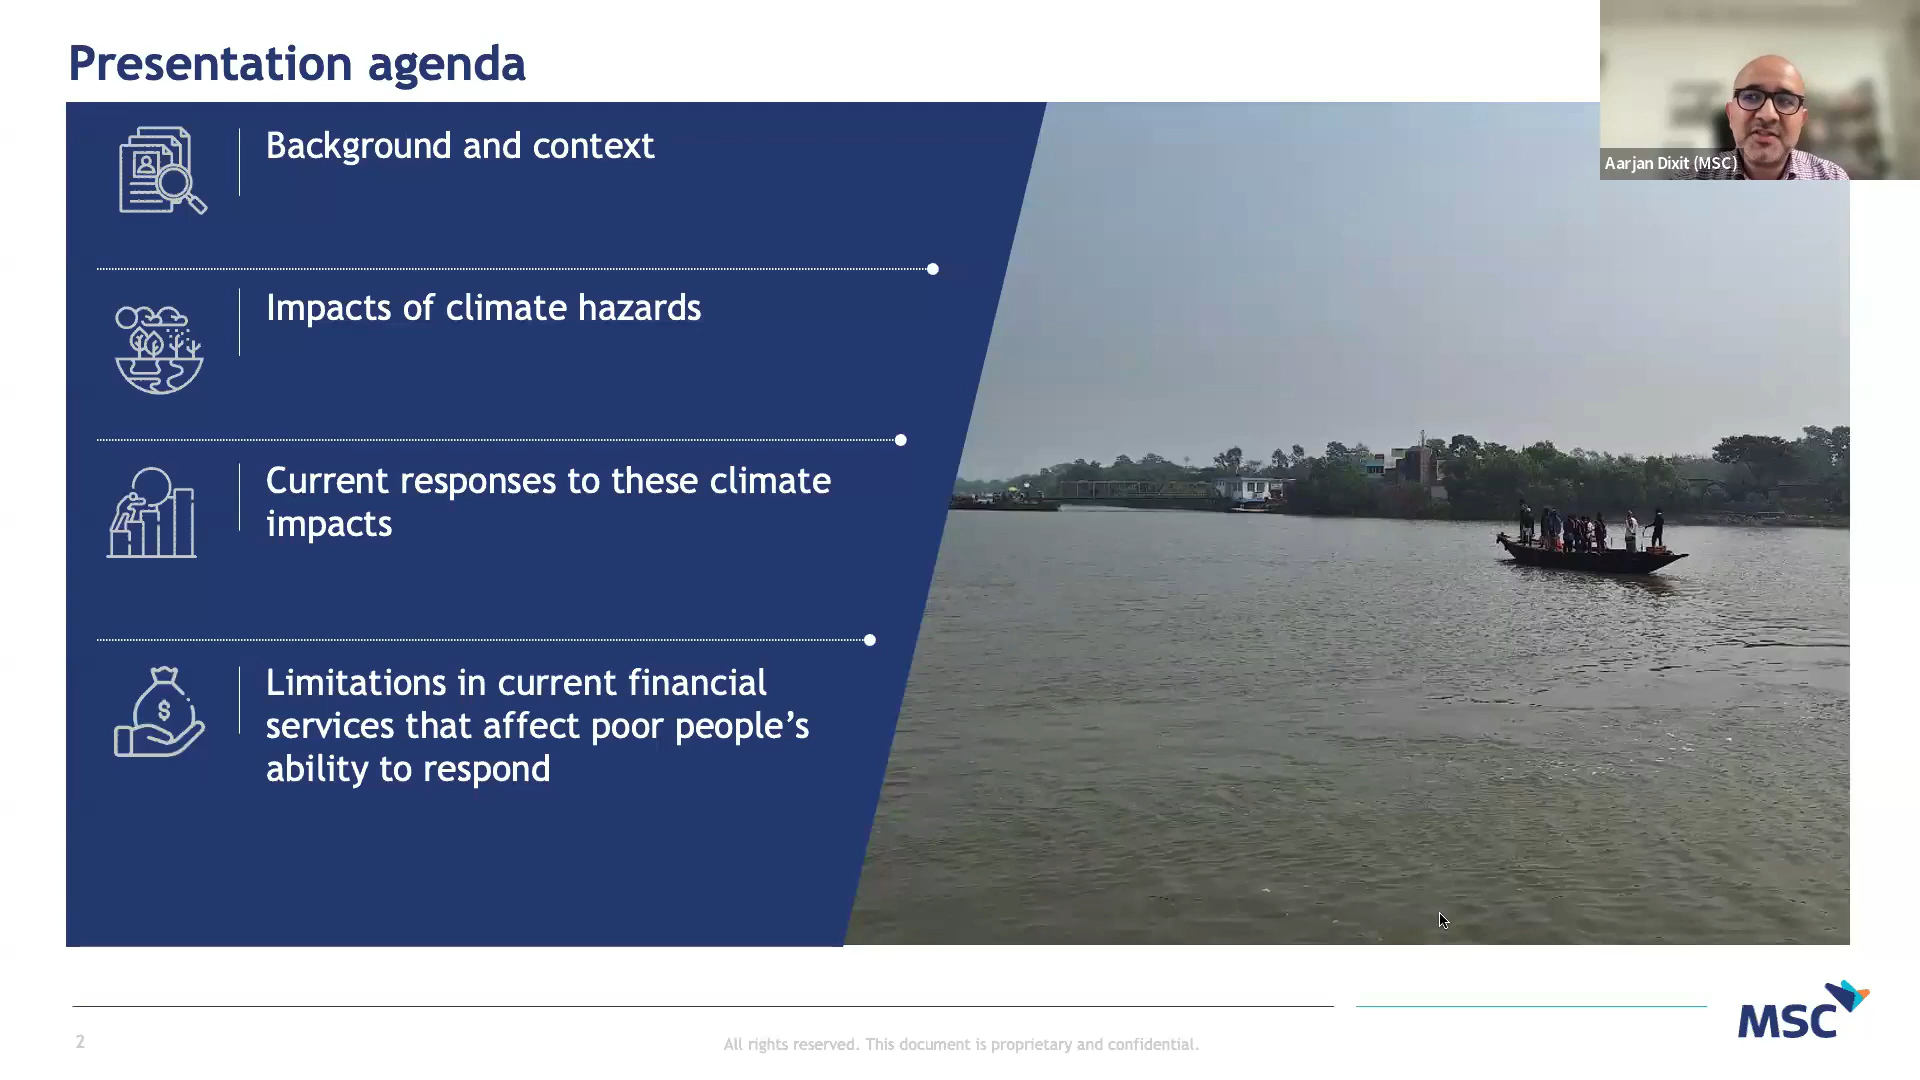 Presentation agenda
Aarjan Dixit (MSC)
Background and context
Impacts of climate hazards
Current responses to these climate
impacts
$
Limitations in current financial
services that affect poor people’s
ability to respond
MSC
2
All rights reserved. This document is proprietary and confidential.